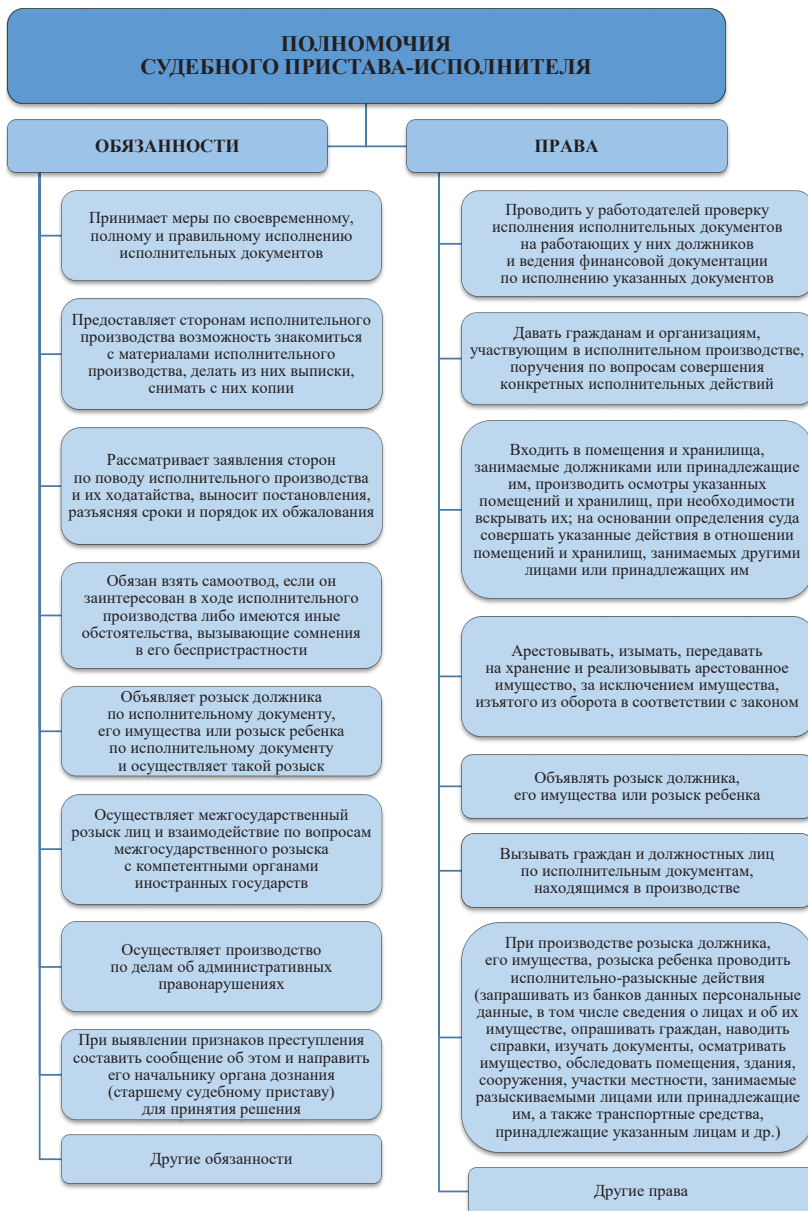 ПОЛНОМОЧИЯ
СУДЕБНОГО ПРИСТАВА-ИСПОЛНИТЕЛЯ
ОБЯЗАННОСТИ
Принимает меры по своевременному,
полному и правильному исполнению
исполнительных документов
Предоставляет сторонам исполнительного
производства возможность знакомиться
с материалами исполнительного
производства, делать из них выписки,
снимать с них копии
Рассматривает заявления сторон
по поводу исполнительного производства
и их ходатайства, выносит постановления,
разъясняя сроки и порядок их обжалования
Обязан взять самоотвод, если он
заинтересован в ходе исполнительного
производства либо имеются иные
обстоятельства, вызывающие сомнения
в его беспристрастности
Объявляет розыск должника
по исполнительному документу,
его имущества или розыск ребенка
по исполнительному документу
и осуществляет такой розыск
Осуществляет межгосударственный
розыск лиц и взаимодействие по вопросам
межгосударственного розыска
с компетентными органами
иностранных государств
Осуществляет производство
по делам об административных
правонарушениях
При выявлении признаков преступления
составить сообщение об этом и направить
его начальнику органа дознания
(старшему судебному приставу)
для принятия решения
Другие обязанности
ПРАВА
Проводить у работодателей проверку
исполнения исполнительных документов
на работающих у них должников
и ведения финансовой документации
по исполнению указанных документов
Давать гражданам и организациям,
участвующим в исполнительном производстве,
поручения по вопросам совершения
конкретных исполнительных действий
Входить в помещения и хранилища,
занимаемые должниками или принадлежащие
им, производить осмотры указанных
помещений и хранилищ, при необходимости
вскрывать их; на основании определения суда
совершать указанные действия в отношении
помещений и хранилищ, занимаемых другими
лицами или принадлежащих им
Арестовывать, изымать, передавать
на хранение и реализовывать арестованное
имущество, за исключением имущества,
изъятого из оборота в соответствии с законом
Объявлять розыск должника,
его имущества или розыск ребенка
Вызывать граждан и должностных лиц
по исполнительным документам,
находящимся в производстве
При производстве розыска должника,
его имущества, розыска ребенка проводить
исполнительно-разыскные действия
(запрашивать из банков данных персональные
данные, в том числе сведения о лицах и об их
имуществе, опрашивать граждан, наводить
справки, изучать документы, осматривать
имущество, обследовать помещения, здания,
сооружения, участки местности, занимаемые
разыскиваемыми лицами или принадлежащие
им, а также транспортные средства,
принадлежащие указанным лицам и др.)
Другие права